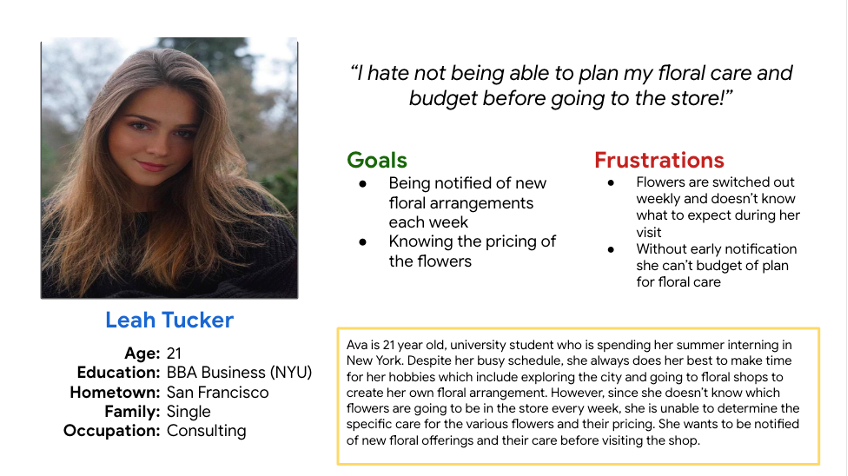 “I hate not being able to plan my floral care and
budget before going to the store!”
Goals
● Being notified of new
floral arrangements
each week
● Knowing the pricing of
the flowers
Frustrations
● Flowers are switched out
weekly and doesn’t know
what to expect during her
visit
● Without early notification
she can’t budget of plan
for floral care
Leah Tucker
Age: 21
Education: BBA Business (NYU)
Hometown: San Francisco
Family: Single
Occupation: Consulting
Ava is 21 year old, university student who is spending her summer interning in
New York. Despite her busy schedule, she always does her best to make time
for her hobbies which include exploring the city and going to floral shops to
create her own floral arrangement. However, since she doesn’t know which
flowers are going to be in the store every week, she is unable to determine the
specific care for the various flowers and their pricing. She wants to be notified
of new floral offerings and their care before visiting the shop.